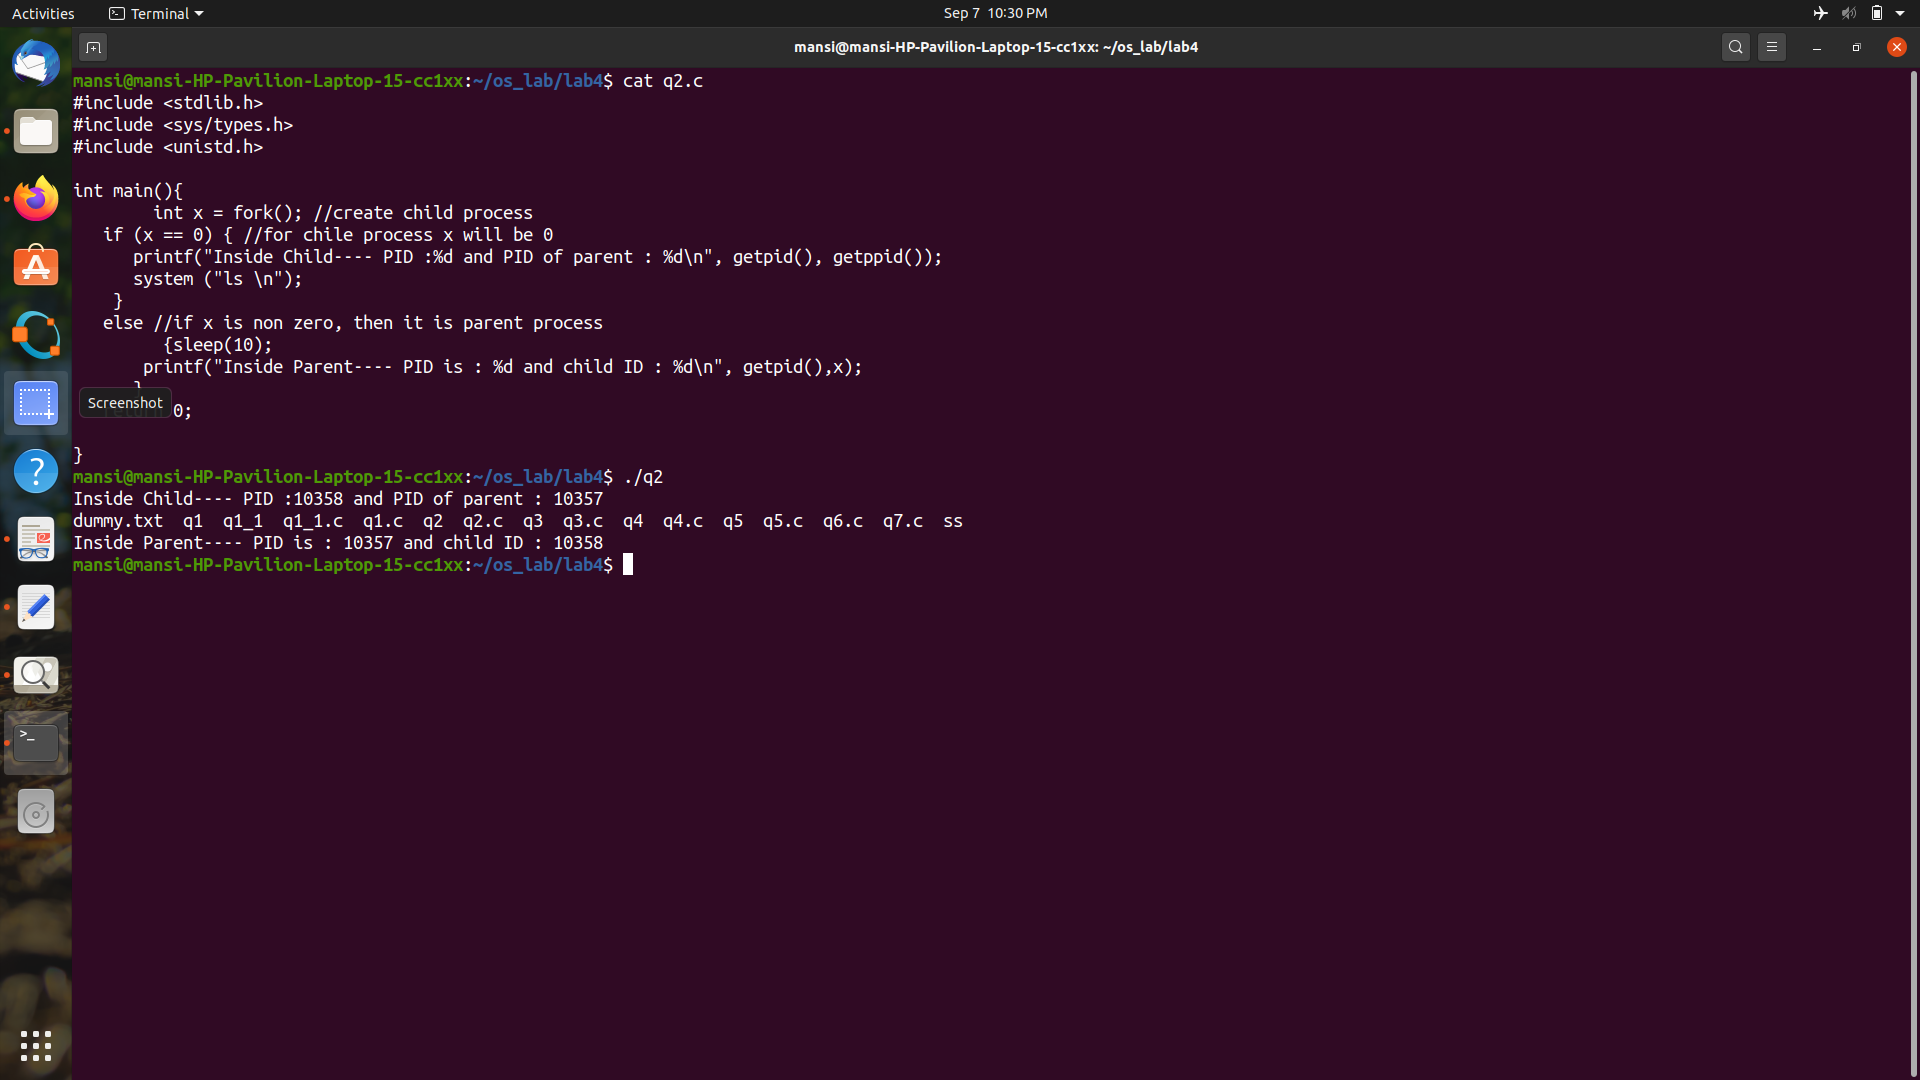 Activities Terminal Sep 7 10:30 PM
mansi@mansi-HP-Pavilion-Laptop-15-cc1xx: ~/os_lab/lab4
mansi@mansi-HP-Pavilion-Laptop-15-cc1xx:~/os_lab/lab4$ cat q2.c
#include <stdlib.h>
#include <sys/types.h>
#include <unistd.h>
int main(){
        int x = fork(); //create child process
   if (x == 0) { //for chile process x will be 0
      printf("Inside Child---- PID :%d and PID of parent : %d\n", getpid(), getppid());
      system ("ls \n");
    }
   else //if x is non zero, then it is parent process
         {sleep(10);
       printf("Inside Parent---- PID is : %d and child ID : %d\n", getpid(),x);
      }
Screenshot
   return 0;
}
mansi@mansi-HP-Pavilion-Laptop-15-cc1xx:~/os_lab/lab4$ ./q2
Inside Child---- PID :10358 and PID of parent : 10357
dummy.txt  q1  q1_1  q1_1.c  q1.c  q2  q2.c  q3  q3.c  q4  q4.c  q5  q5.c  q6.c  q7.c  ss
Inside Parent---- PID is : 10357 and child ID : 10358
mansi@mansi-HP-Pavilion-Laptop-15-cc1xx:~/os_lab/lab4$